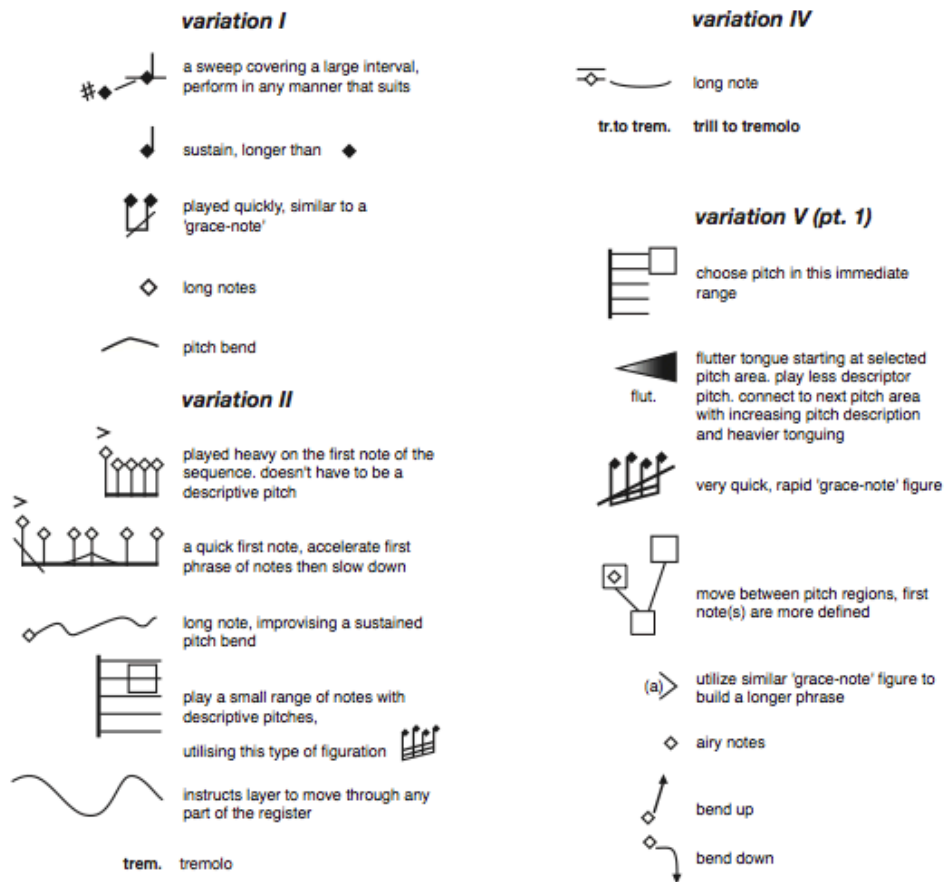 variation I
a sweep covering a large interval,
perform in any manner that suits
sustain, longer than
played quickly, similar to a
'grace-note'
long notes
pitch bend
variation II
played heavy on the first note of the
sequence. doesn't have to be a
descriptive pitch
a quick first note, accelerate first
phrase of notes then slow down
long note, improvising a sustained
pitch bend
play a small range of notes with
descriptive pitches,
utilising this type of figuration
instructs layer to move through any
part of the register
trem. tremolo
variation IV
long note
tr.to trem. trill to tremolo
variation V (pt. 1)
choose pitch in this immediate
range
flutter tongue starting at selected
pitch area. play less descriptor
flut. pitch. connect to next pitch area
with increasing pitch description
and heavier tonguing
very quick, rapid 'grace-note' figure
move between pitch regions, first
note(s) are more defined
(a) utilize similar 'grace-note' figure to
build a longer phrase
airy notes
bend up
bend down